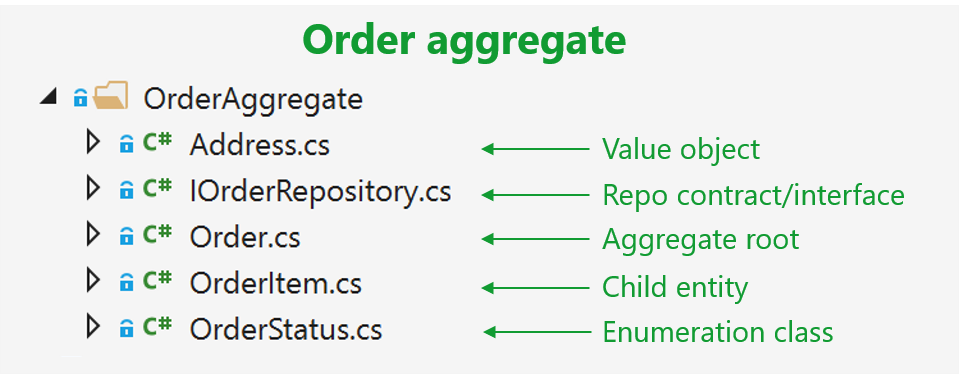 Order aggregate
OrderAggregate
C# Address.cs Value object
C# IOrderRepository.cs Repo contract/interface
C# Order.cs Aggregate root
C# OrderItem.cs Child entity
C# OrderStatus.cs Enumeration class